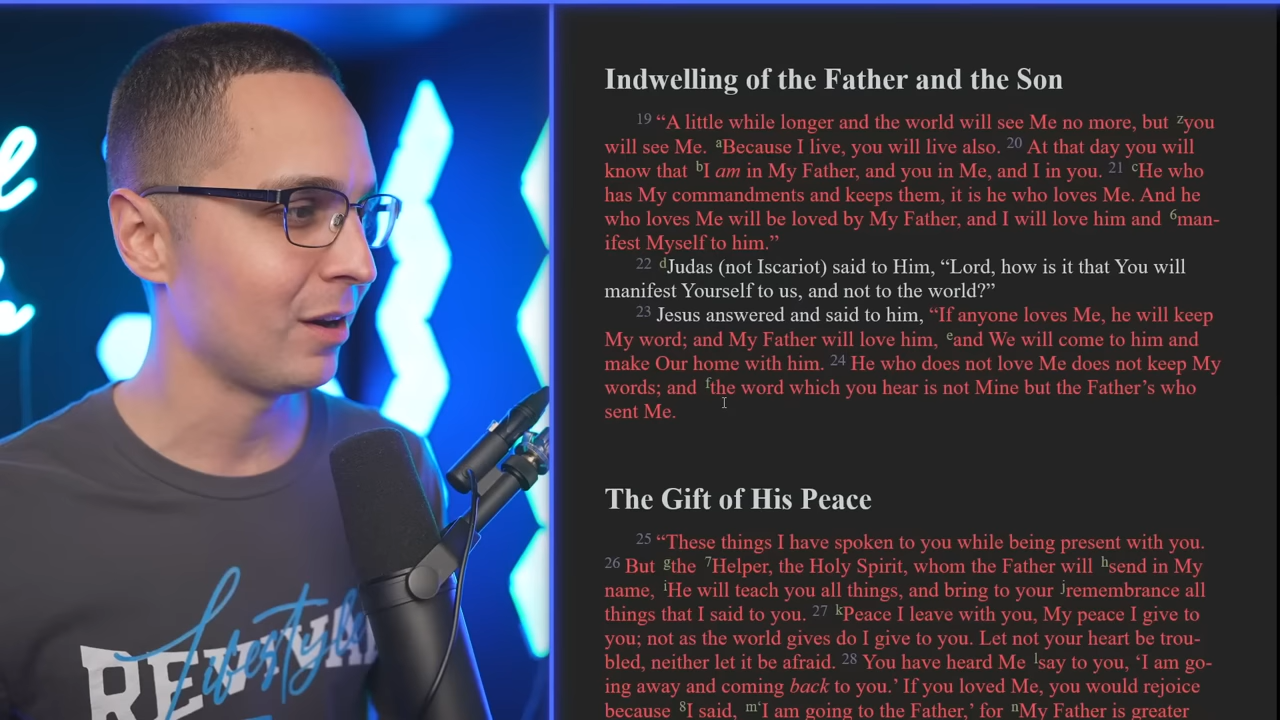 Indwelling of the Father and the Son
19 “A little while longer and the world will see Me no more, but zyou
will see Me. aBecause I live, you will live also. 20 At that day you will
know that bI am in My Father, and you in Me, and I in you. 21 cHe who
has My commandments and keeps them, it is he who loves Me. And he
who loves Me will be loved by My Father, and I will love him and 6man-
ifest Myself to him.”
22 dJudas (not Iscariot) said to Him, “Lord, how is it that You will
manifest Yourself to us, and not to the world?”
23 Jesus answered and said to him, “If anyone loves Me, he will keep
My word; and My Father will love him, eand We will come to him and
make Our home with him. 24 He who does not love Me does not keep My
words; and fthe word which you hear is not Mine but the Father’s who
sent Me.
The Gift of His Peace
25 “These things I have spoken to you while being present with you.
26 But gthe 7Helper, the Holy Spirit, whom the Father will hsend in My
name, iHe will teach you all things, and bring to your jremembrance all
things that I said to you. 27 kPeace I leave with you, My peace I give to
you; not as the world gives do I give to you. Let not your heart be trou-
bled, neither let it be afraid. 28 You have heard Me lsay to you, ‘I am go-
ing away and coming back to you.’ If you loved Me, you would rejoice
because 8I said, m‘I am going to the Father,’ for nMy Father is greater
REVIVAL
Lifestyle